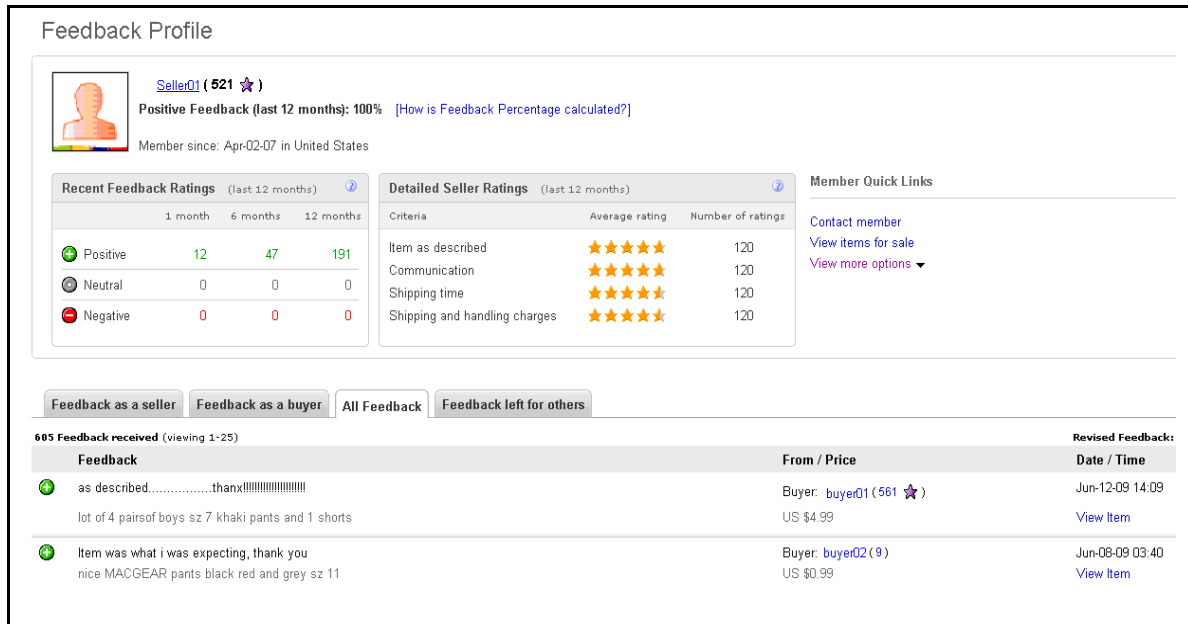 Feedback Profile
Seller01 ( 521 )
Positive Feedback (last 12 months): 100% [How is Feedback Percentage calculated?]
Member since: Apr-02-07 in United States
Recent Feedback Ratings (last 12 months) ?
1 month 6 months 12 months
Positive 12 47 191
Neutral 0 0 0
Negative 0 0 0
Detailed Seller Ratings (last 12 months) ?
Criteria Average rating Number of ratings
Item as described 120
Communication 120
Shipping time 120
Shipping and handling charges 120
Member Quick Links
Contact member
View items for sale
View more options
Feedback as a seller Feedback as a buyer All Feedback Feedback left for others
605 Feedback received (viewing 1-25) Revised Feedback:
Feedback From / Price Date / Time
as described.................thanx!!!!!!!!!!!!!!!!!!!!!! Buyer: buyer01 ( 561 ) Jun-12-09 14:09
lot of 4 pairsof boys sz 7 khaki pants and 1 shorts US $4.99 View Item
Item was what i was expecting, thank you Buyer: buyer02 ( 9 ) Jun-08-09 03:40
nice MACGEAR pants black red and grey sz 11 US $0.99 View Item